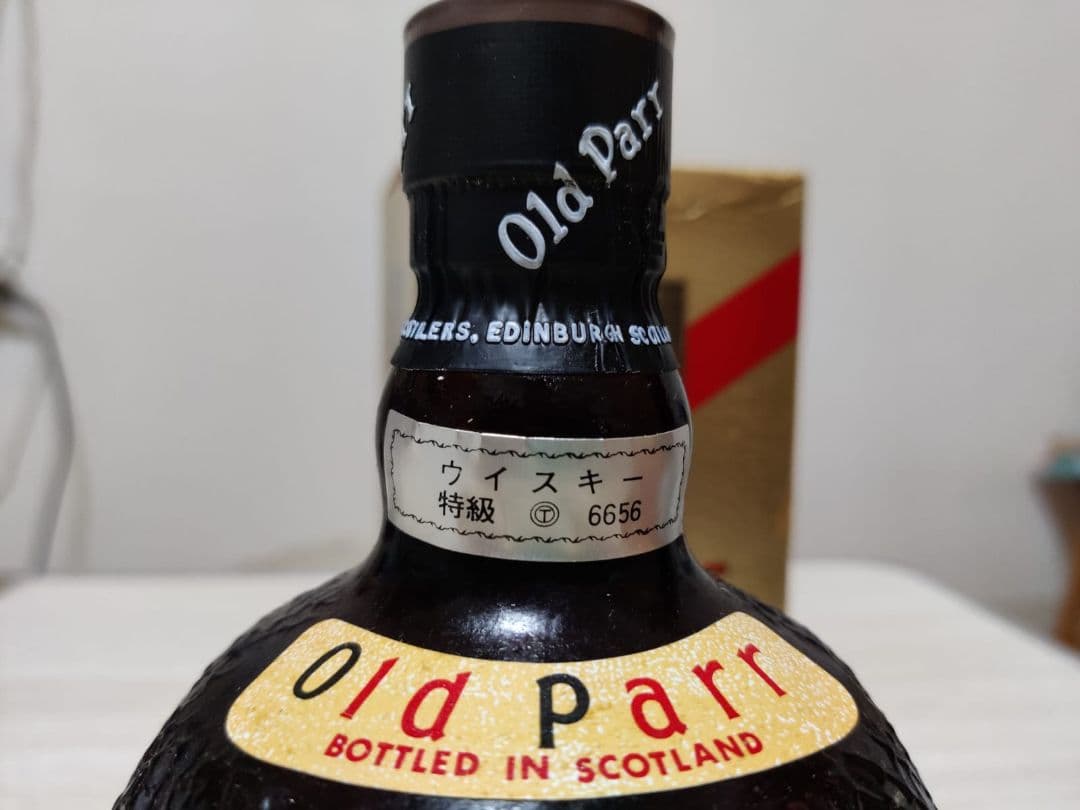 Old Parr
EDINBURGH
ウイスキー
特級 Ⓣ 6656
Old Parr
BOTTLED IN SCOTLAND